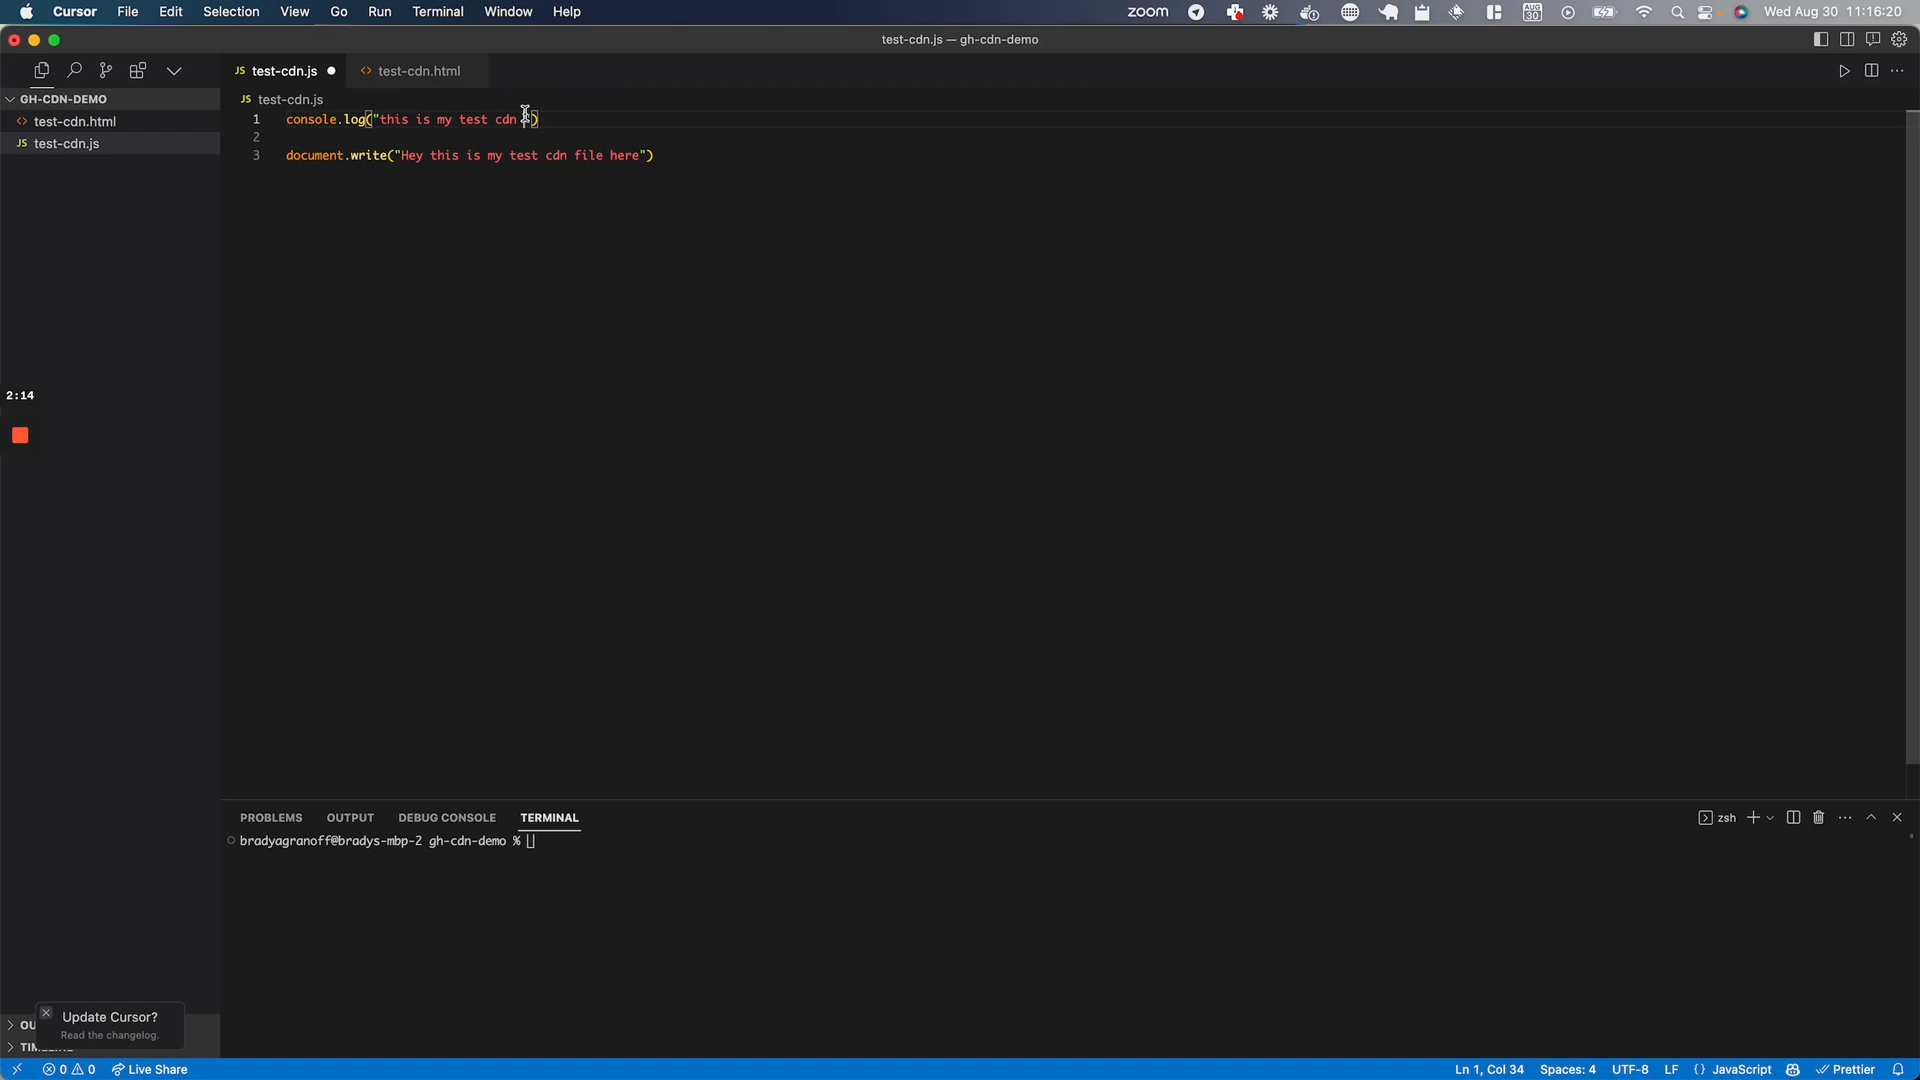 Cursor File Edit Selection View Go Run Terminal Window Help zoom AUG 30 Wed Aug 30 11:16:20
test-cdn.js — gh-cdn-demo
JS test-cdn.js <> test-cdn.html
GH-CDN-DEMO
<> test-cdn.html
JS test-cdn.js
JS test-cdn.js
1 console.log("this is my test cdn ")
2
3 document.write("Hey this is my test cdn file here")
2:14
PROBLEMS OUTPUT DEBUG CONSOLE TERMINAL zsh
bradyagranoff@bradys-mbp-2 gh-cdn-demo %
Update Cursor?
Read the changelog.
0 0 Live Share Ln 1, Col 34 Spaces: 4 UTF-8 LF {} JavaScript Prettier